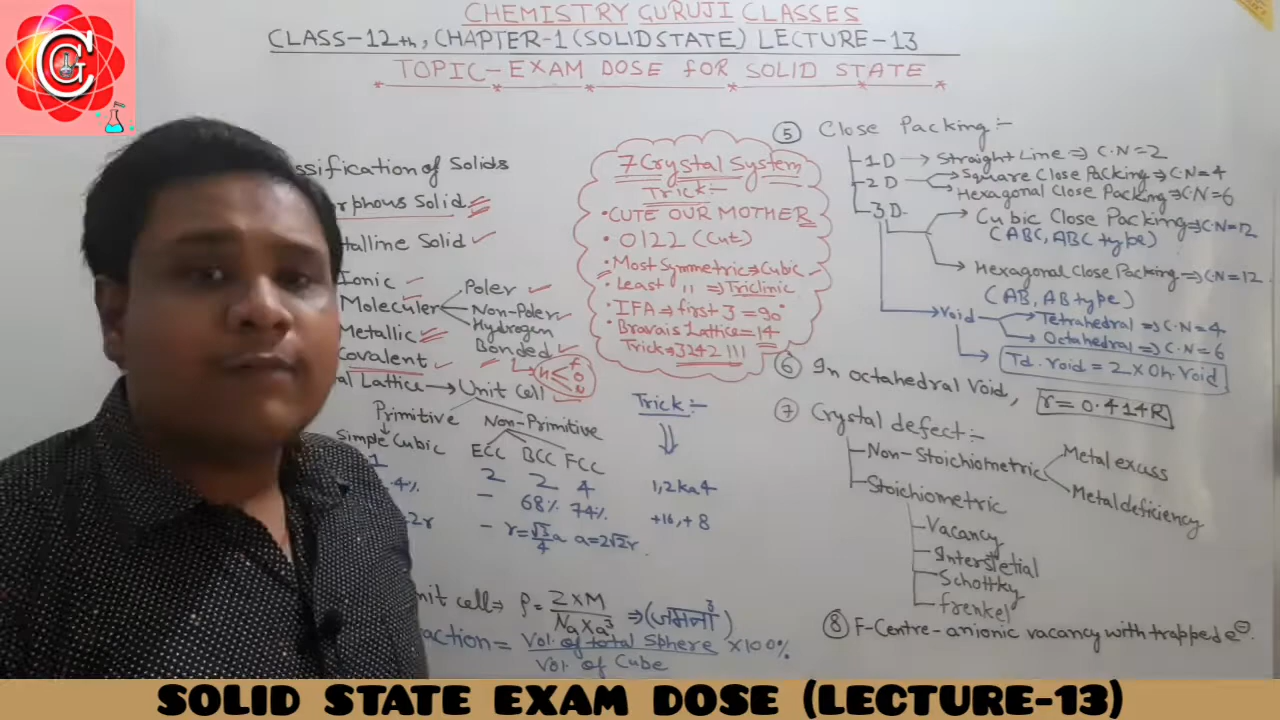 CHEMISTRY GURUJI CLASSES
CLASS-12th, CHAPTER-1 (SOLID STATE) LECTURE-13
TOPIC- EXAM DOSE FOR SOLID STATE
ssification of Solids
rphous Solid
talline Solid
Ionic
Moleculer
Poler
Non-Poler
Hydrogen
Bonded
H F O N
Metallic
Covalent
al Lattice → Unit Cell
Primitive
Non-Primitive
Simple Cubic
ECC BCC FCC
1 2 2 4
.4% - 68% 74%
2r - r=√3/4 a a=2√2r.
Trick:-
⇓
1,2 ka 4
+16, +8
nit cell⇒ ρ = Z×M / Na×a³ ⇒ (जमना³)
action = Vol. of total Sphere / Vol. of Cube ×100%
7 Crystal System
Trick:-
• CUTE OUR MOTHER
• 0122 (Cut)
• Most Symmetric⇒Cubic
• Least " ⇒ Triclinic
• IFA⇒ first 3 = 90°
• Bravais Lattice = 14
Trick⇒ 3242 111
⑤ Close Packing:-
1D → Straight Line ⇒ C.N=2
2D → Square Close Packing ⇒ C.N=4
Hexagonal Close Packing ⇒ C.N=6
3D-
Cubic Close Packing ⇒ C.N=12
(ABC, ABC type)
Hexagonal Close Packing ⇒ C.N=12
(AB, AB type)
Void → Tetrahedral ⇒ C.N=4
Octahedral ⇒ C.N=6
Td. Void = 2 × Oh. Void
⑥ In octahedral Void, r=0.414R
⑦ Crystal defect:-
Non-Stoichiometric
Metal excuss
Metal deficiency
Stoichiometric
Vacancy
Interstetial
Schottky
frenkel
⑧ F-Centre-anionic vacancy with trapped e⊖.
SOLID STATE EXAM DOSE (LECTURE-13)